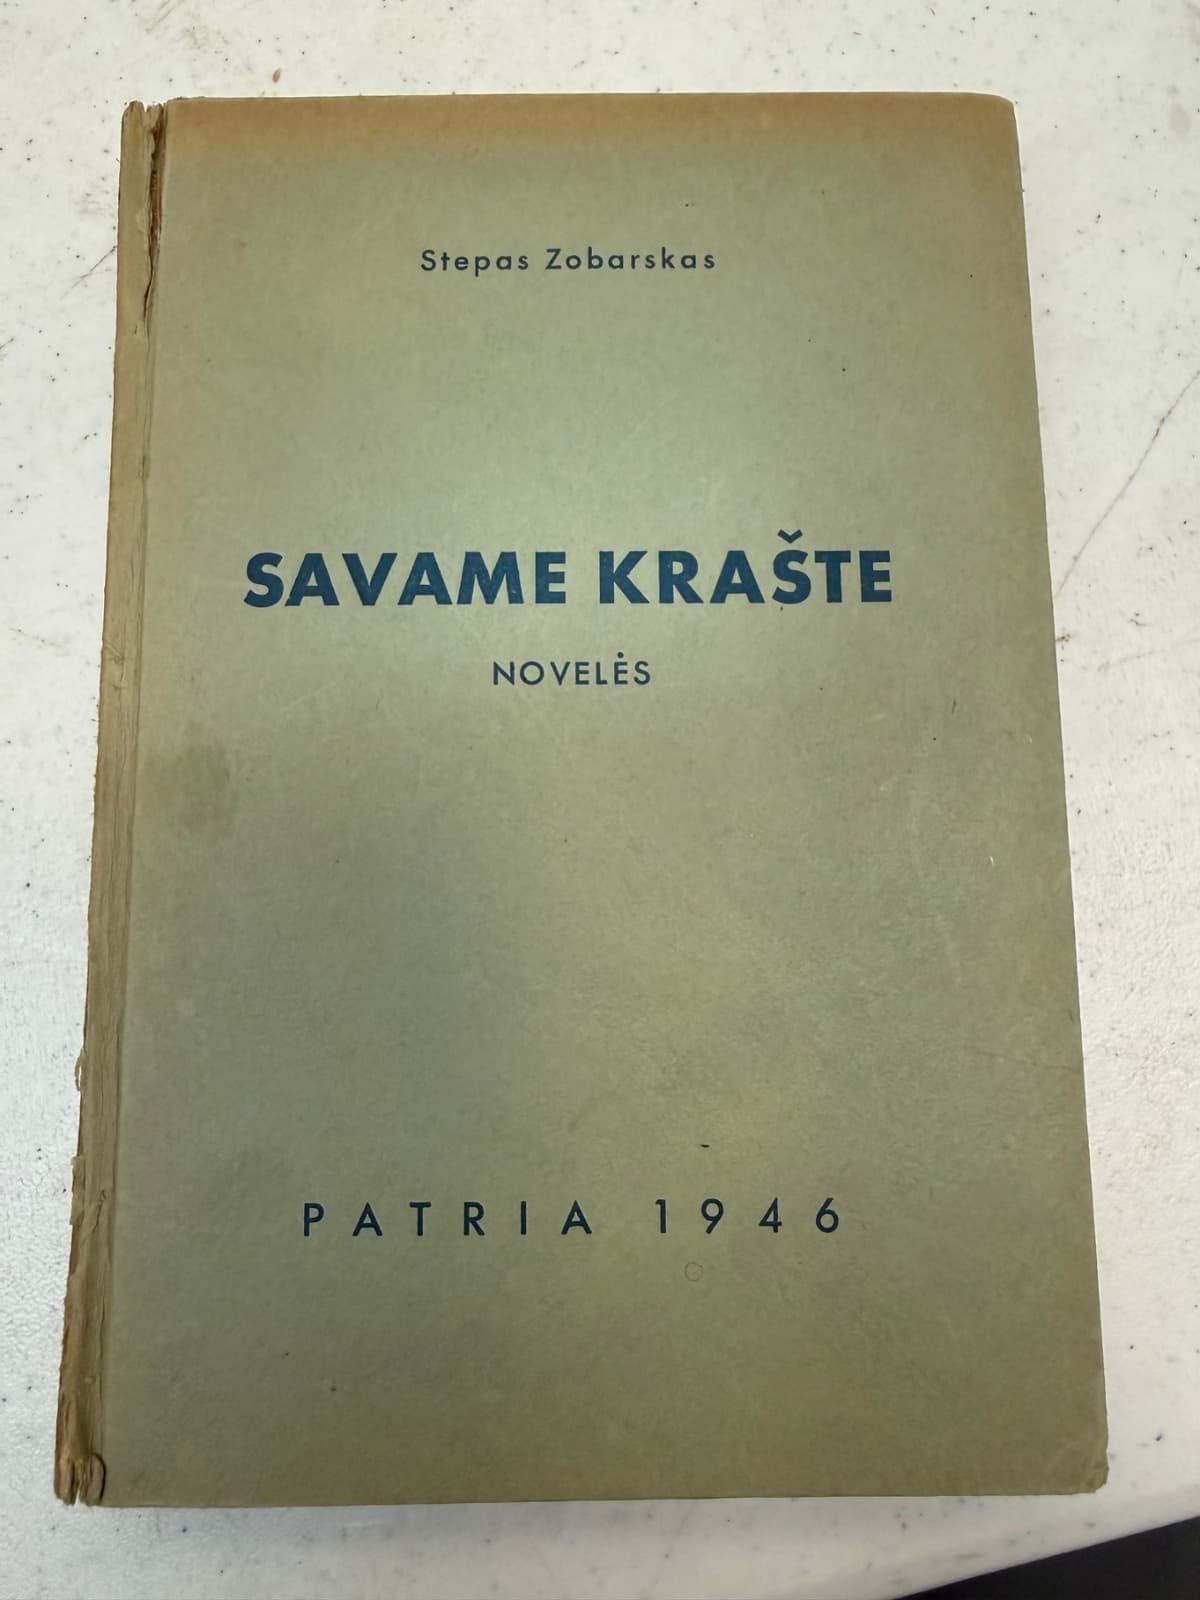 Stepas Zobarskas
SAVAME KRAŠTE
NOVELĖS
PATRIA 1946